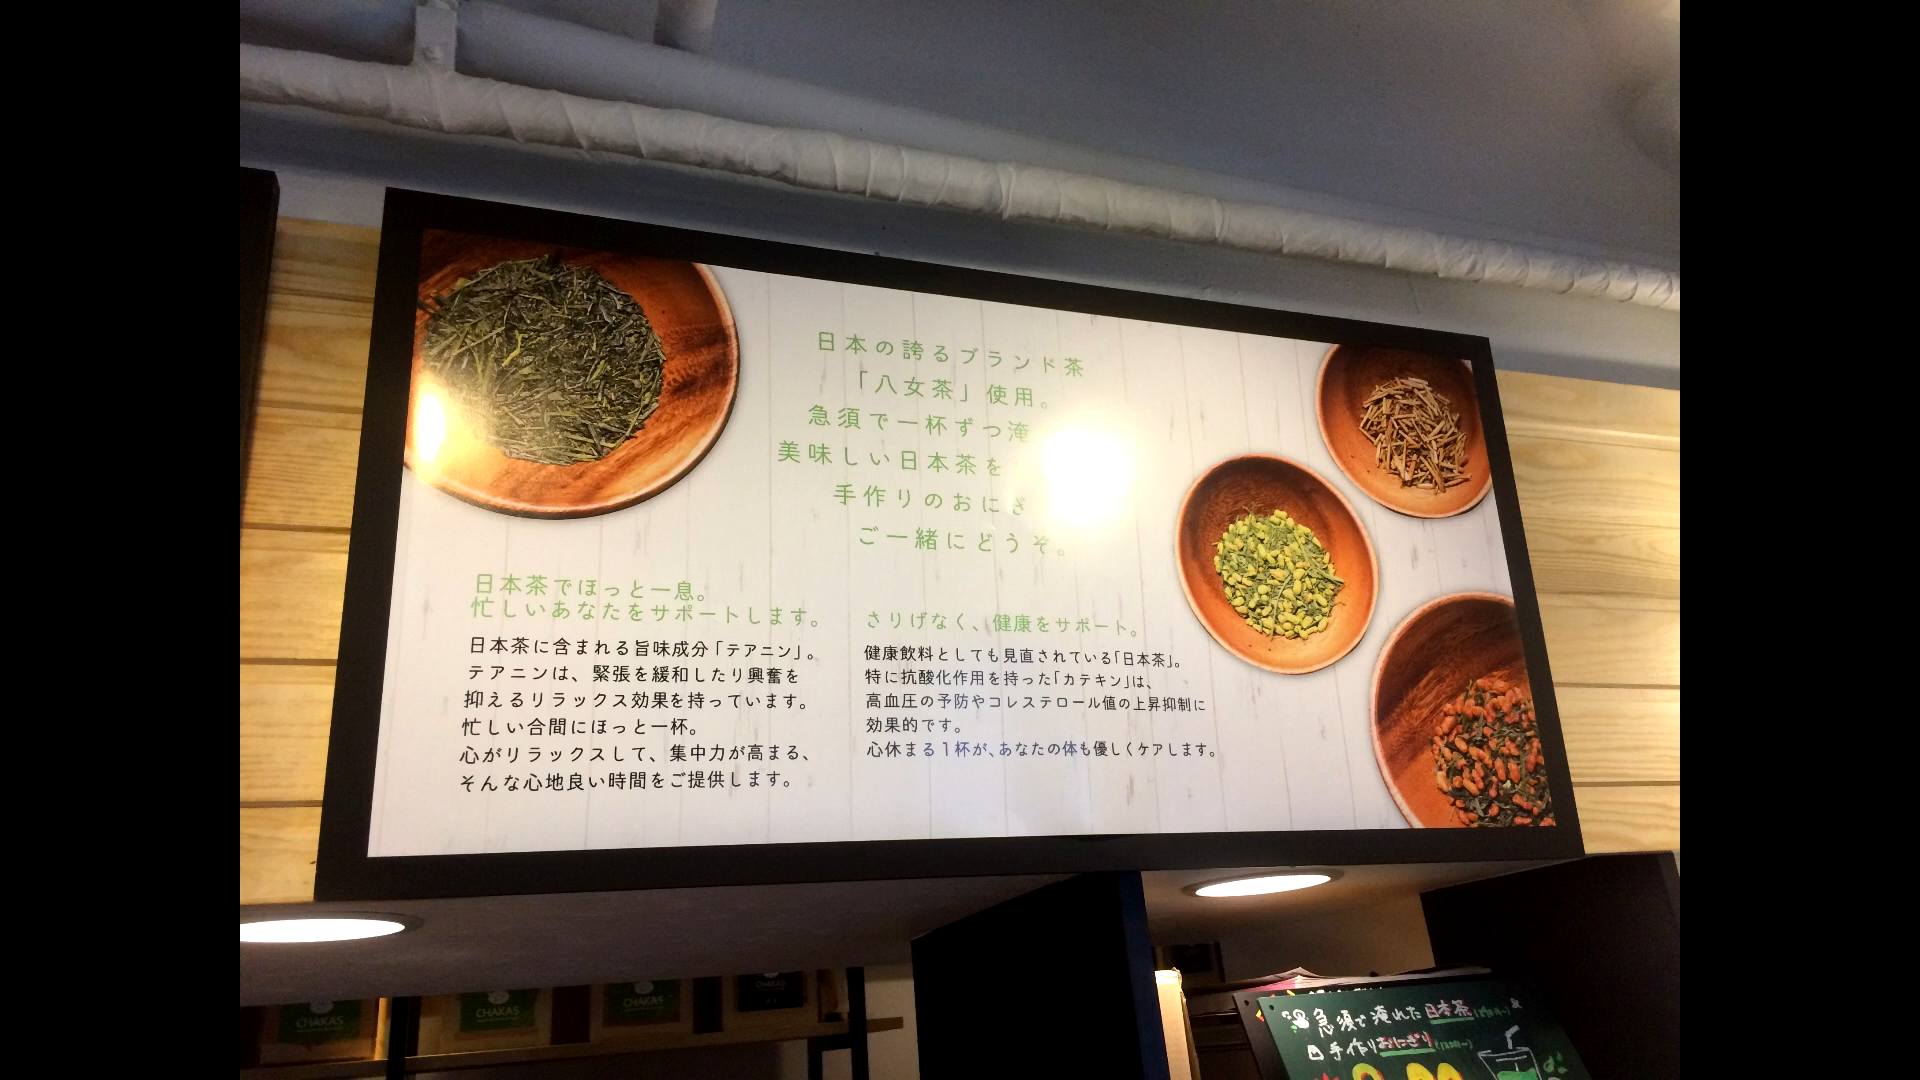 日本の誇るブランド茶
「八女茶」使用。
急須で一杯ずつ淹
美味しい日本茶を
手作りのおにぎ
ご一緒にどうぞ。
日本茶でほっと一息。
忙しいあなたをサポートします。
日本茶に含まれる旨味成分「テアニン」。
テアニンは、緊張を緩和したり興奮を
抑えるリラックス効果を持っています。
忙しい合間にほっと一杯。
心がリラックスして、集中力が高まる、
そんな心地良い時間をご提供します。
さりげなく、健康をサポート。
健康飲料としても見直されている「日本茶」。
特に抗酸化作用を持った「カテキン」は、
高血圧の予防やコレステロール値の上昇抑制に
効果的です。
心休まる1杯が、あなたの体も優しくケアします。
CHAKAS
CHAKAS
CHAKAS
CHAKAS
急須で淹れた日本茶
手作りおにぎり